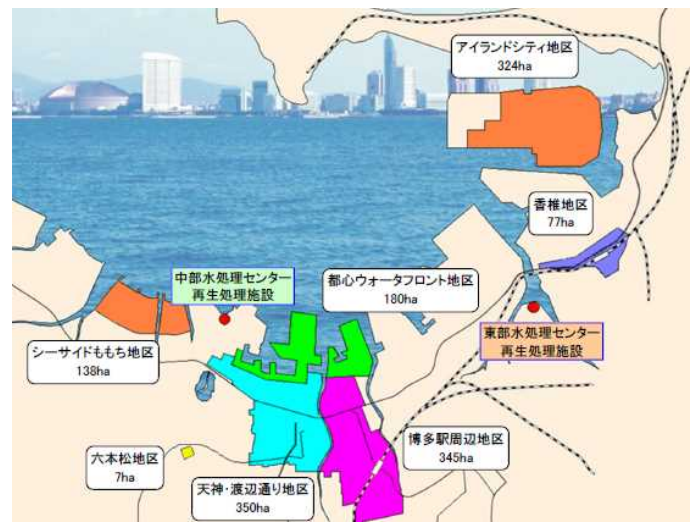 アイランドシティ地区
324ha
香椎地区
77ha
中部水処理センター
再生処理施設
都心ウォータフロント地区
180ha
東部水処理センター
再生処理施設
シーサイドももち地区
138ha
博多駅周辺地区
345ha
六本松地区
7ha
天神・渡辺通り地区
350ha